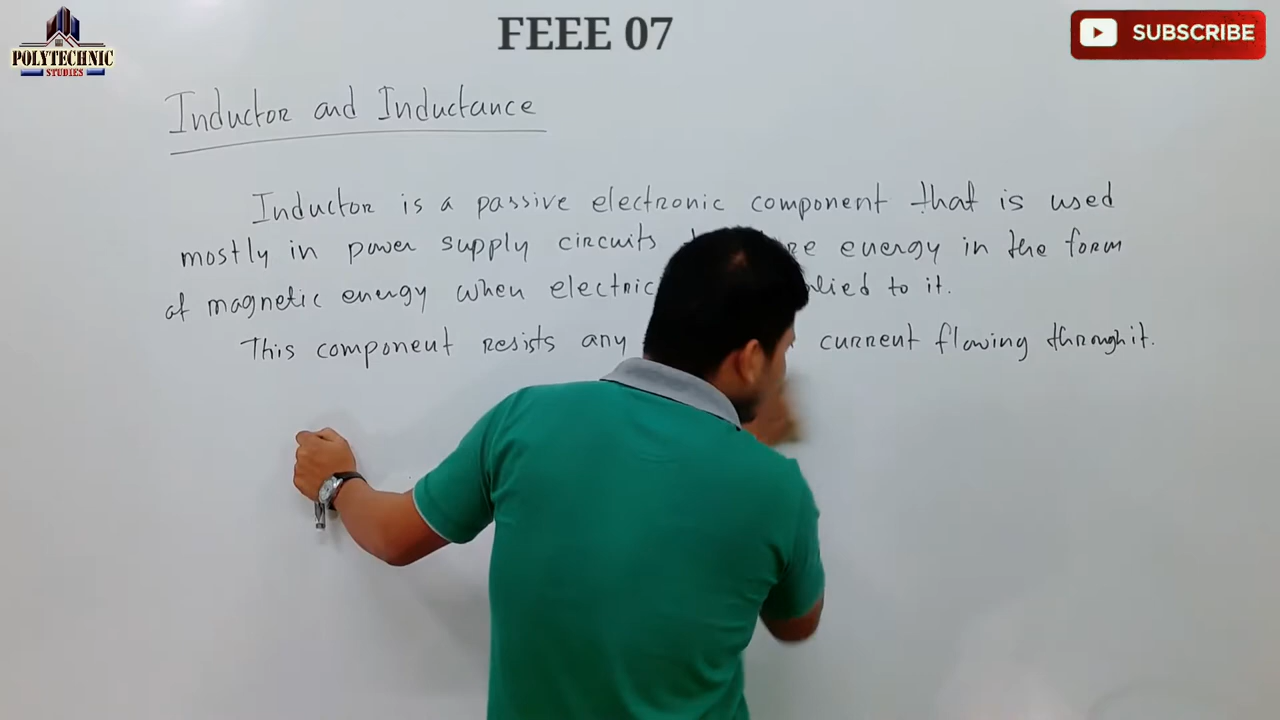 POLYTECHNIC
STUDIES
FEEE 07
SUBSCRIBE
Inductor and Inductance
Inductor is a passive electronic component that is used
mostly in power supply circuits energy in the form
of magnetic energy when electric to it.
This component resists any current flowing through it.